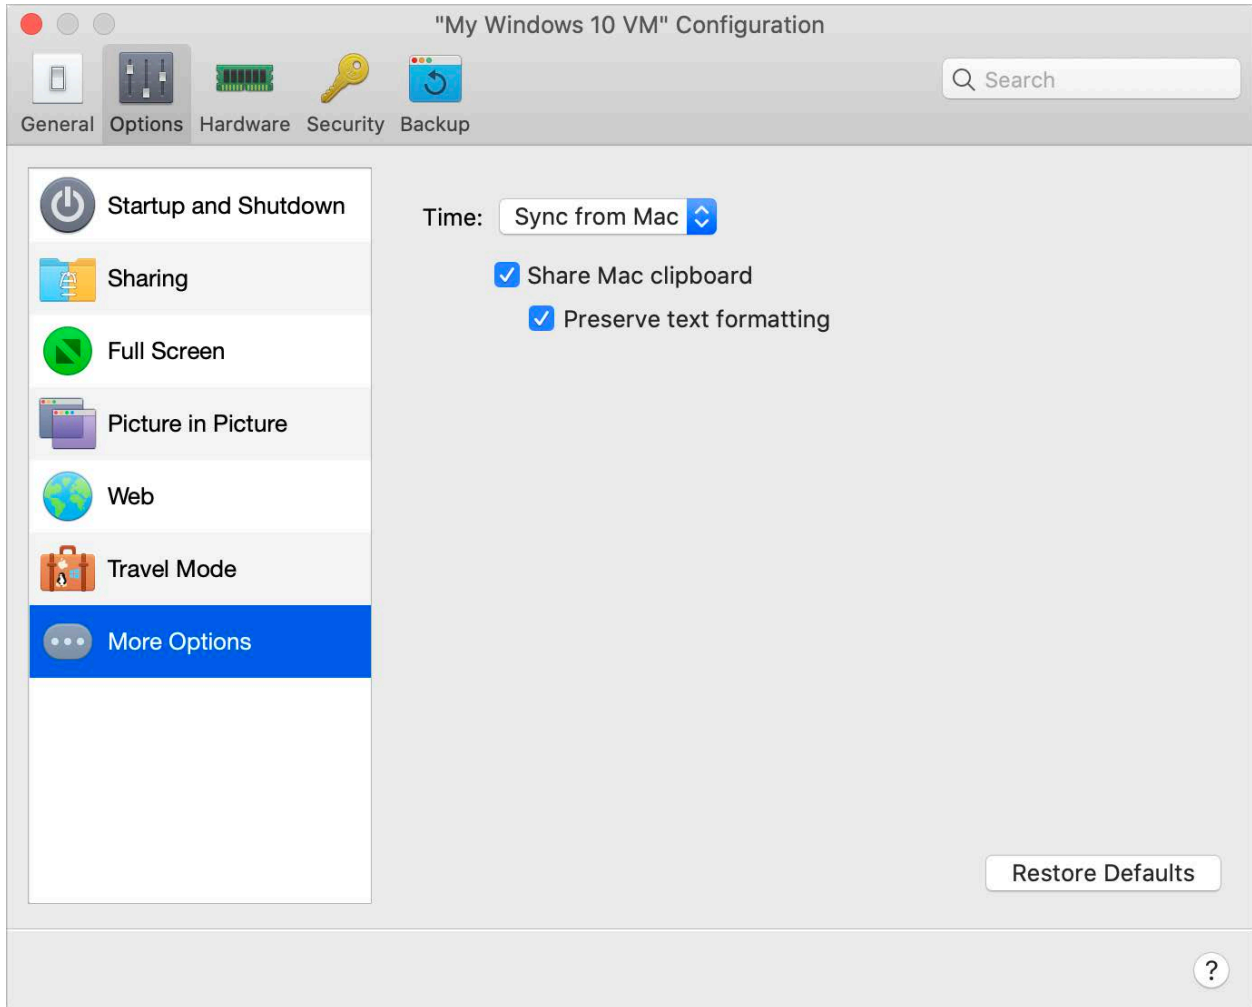 "My Windows 10 VM" Configuration
General Options Hardware Security Backup
Search
Startup and Shutdown
Sharing
Full Screen
Picture in Picture
Web
Travel Mode
More Options
Time: Sync from Mac
Share Mac clipboard
Preserve text formatting
Restore Defaults
?